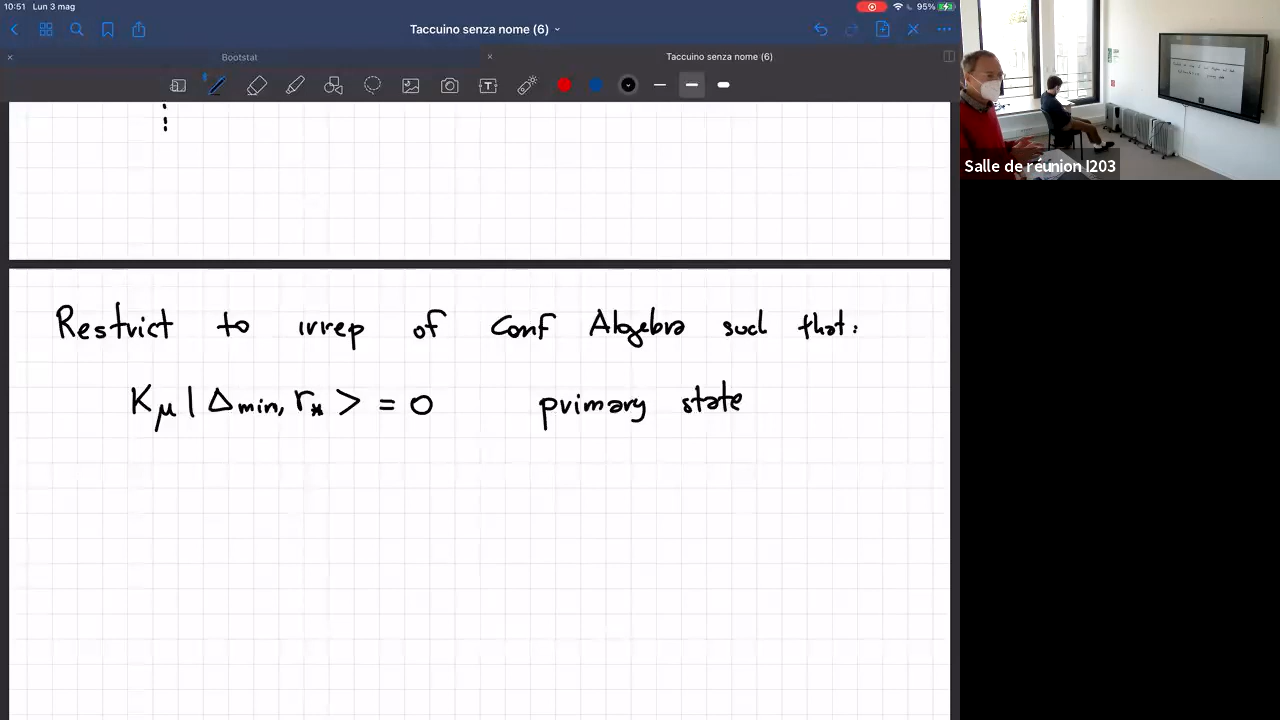 10:51 Lun 3 mag
95%
Taccuino senza nome (6)
Bootstat
Taccuino senza nome (6)
Restrict to irrep of Conf Algebra such that:
Kμ | Δmin, r* > = 0 primary state
Salle de réunion I203